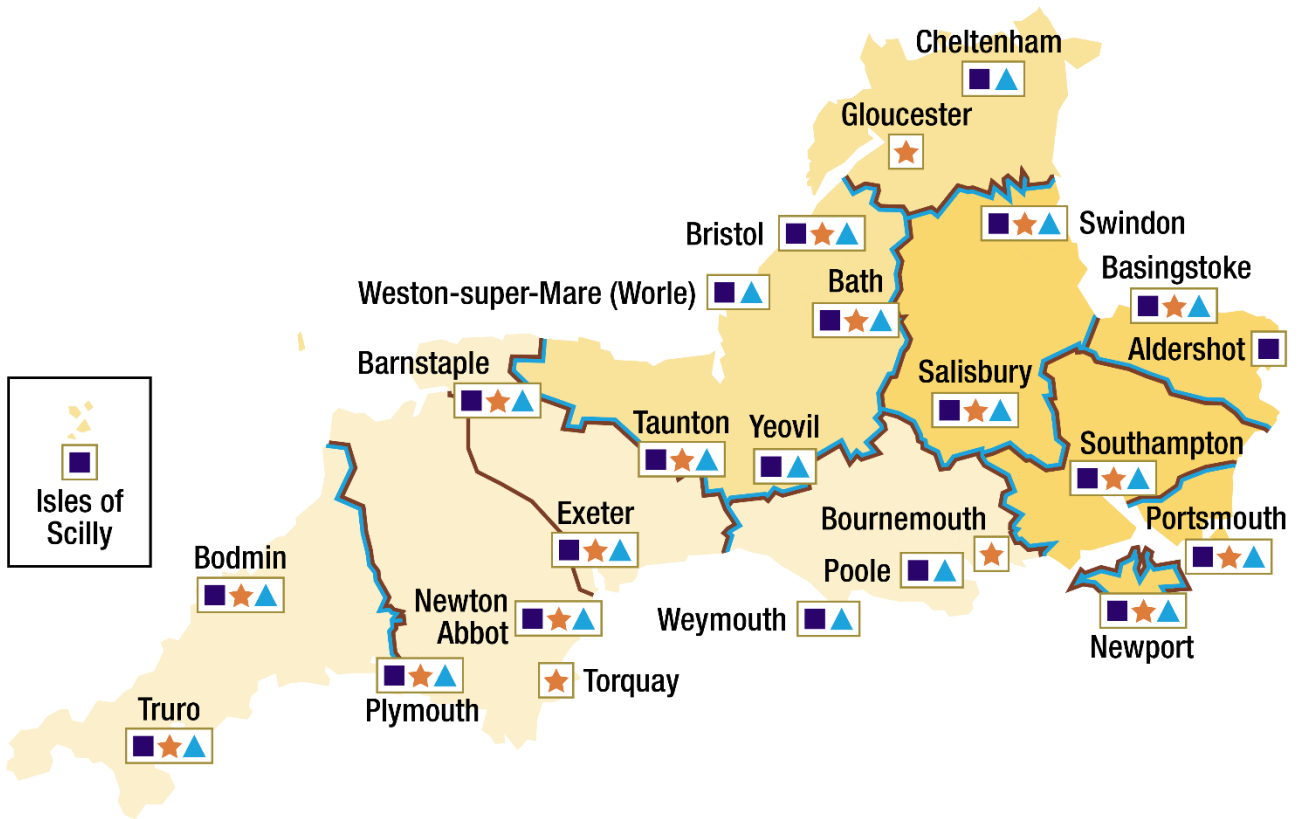 Cheltenham
Gloucester
Bristol
Swindon
Weston-super-Mare (Worle)
Bath
Basingstoke
Aldershot
Barnstaple
Salisbury
Taunton
Yeovil
Southampton
Isles of
Scilly
Exeter
Bournemouth
Portsmouth
Bodmin
Poole
Newton
Abbot
Weymouth
Newport
Torquay
Plymouth
Truro